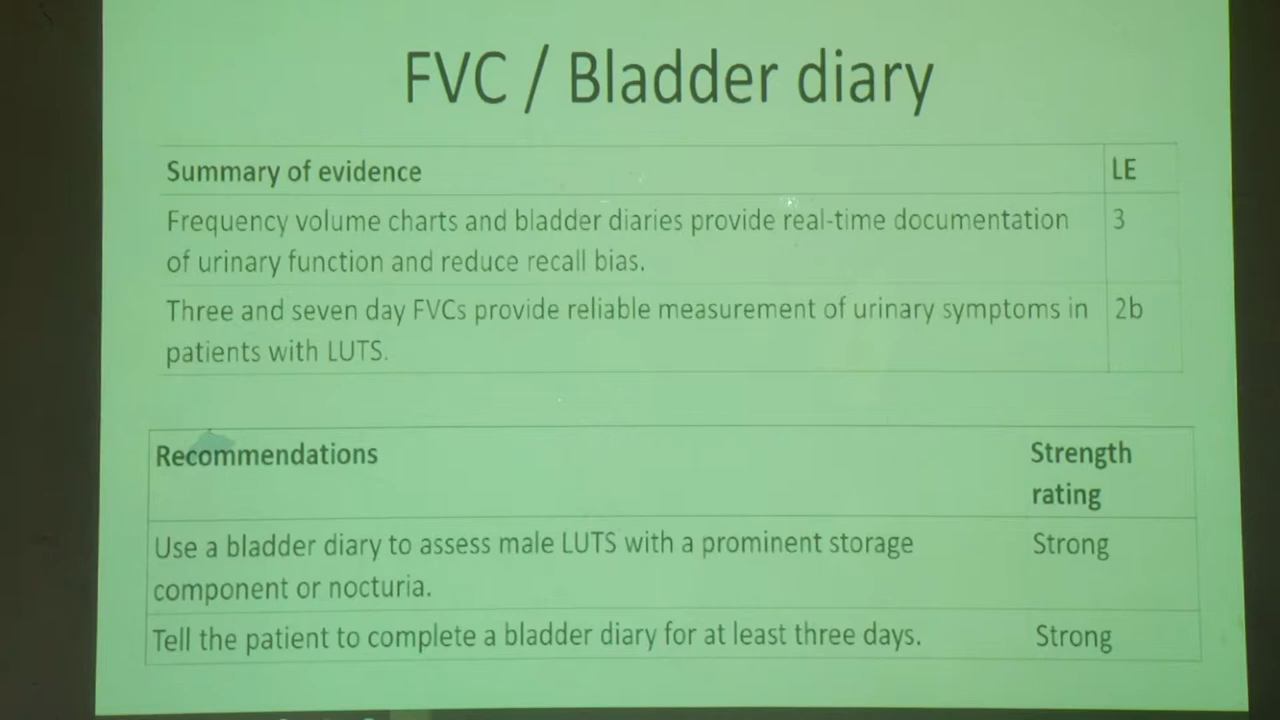 FVC / Bladder diary
Summary of evidence LE
Frequency volume charts and bladder diaries provide real-time documentation 3
of urinary function and reduce recall bias.
Three and seven day FVCs provide reliable measurement of urinary symptoms in 2b
patients with LUTS.
Recommendations Strength
rating
Use a bladder diary to assess male LUTS with a prominent storage Strong
component or nocturia.
Tell the patient to complete a bladder diary for at least three days. Strong